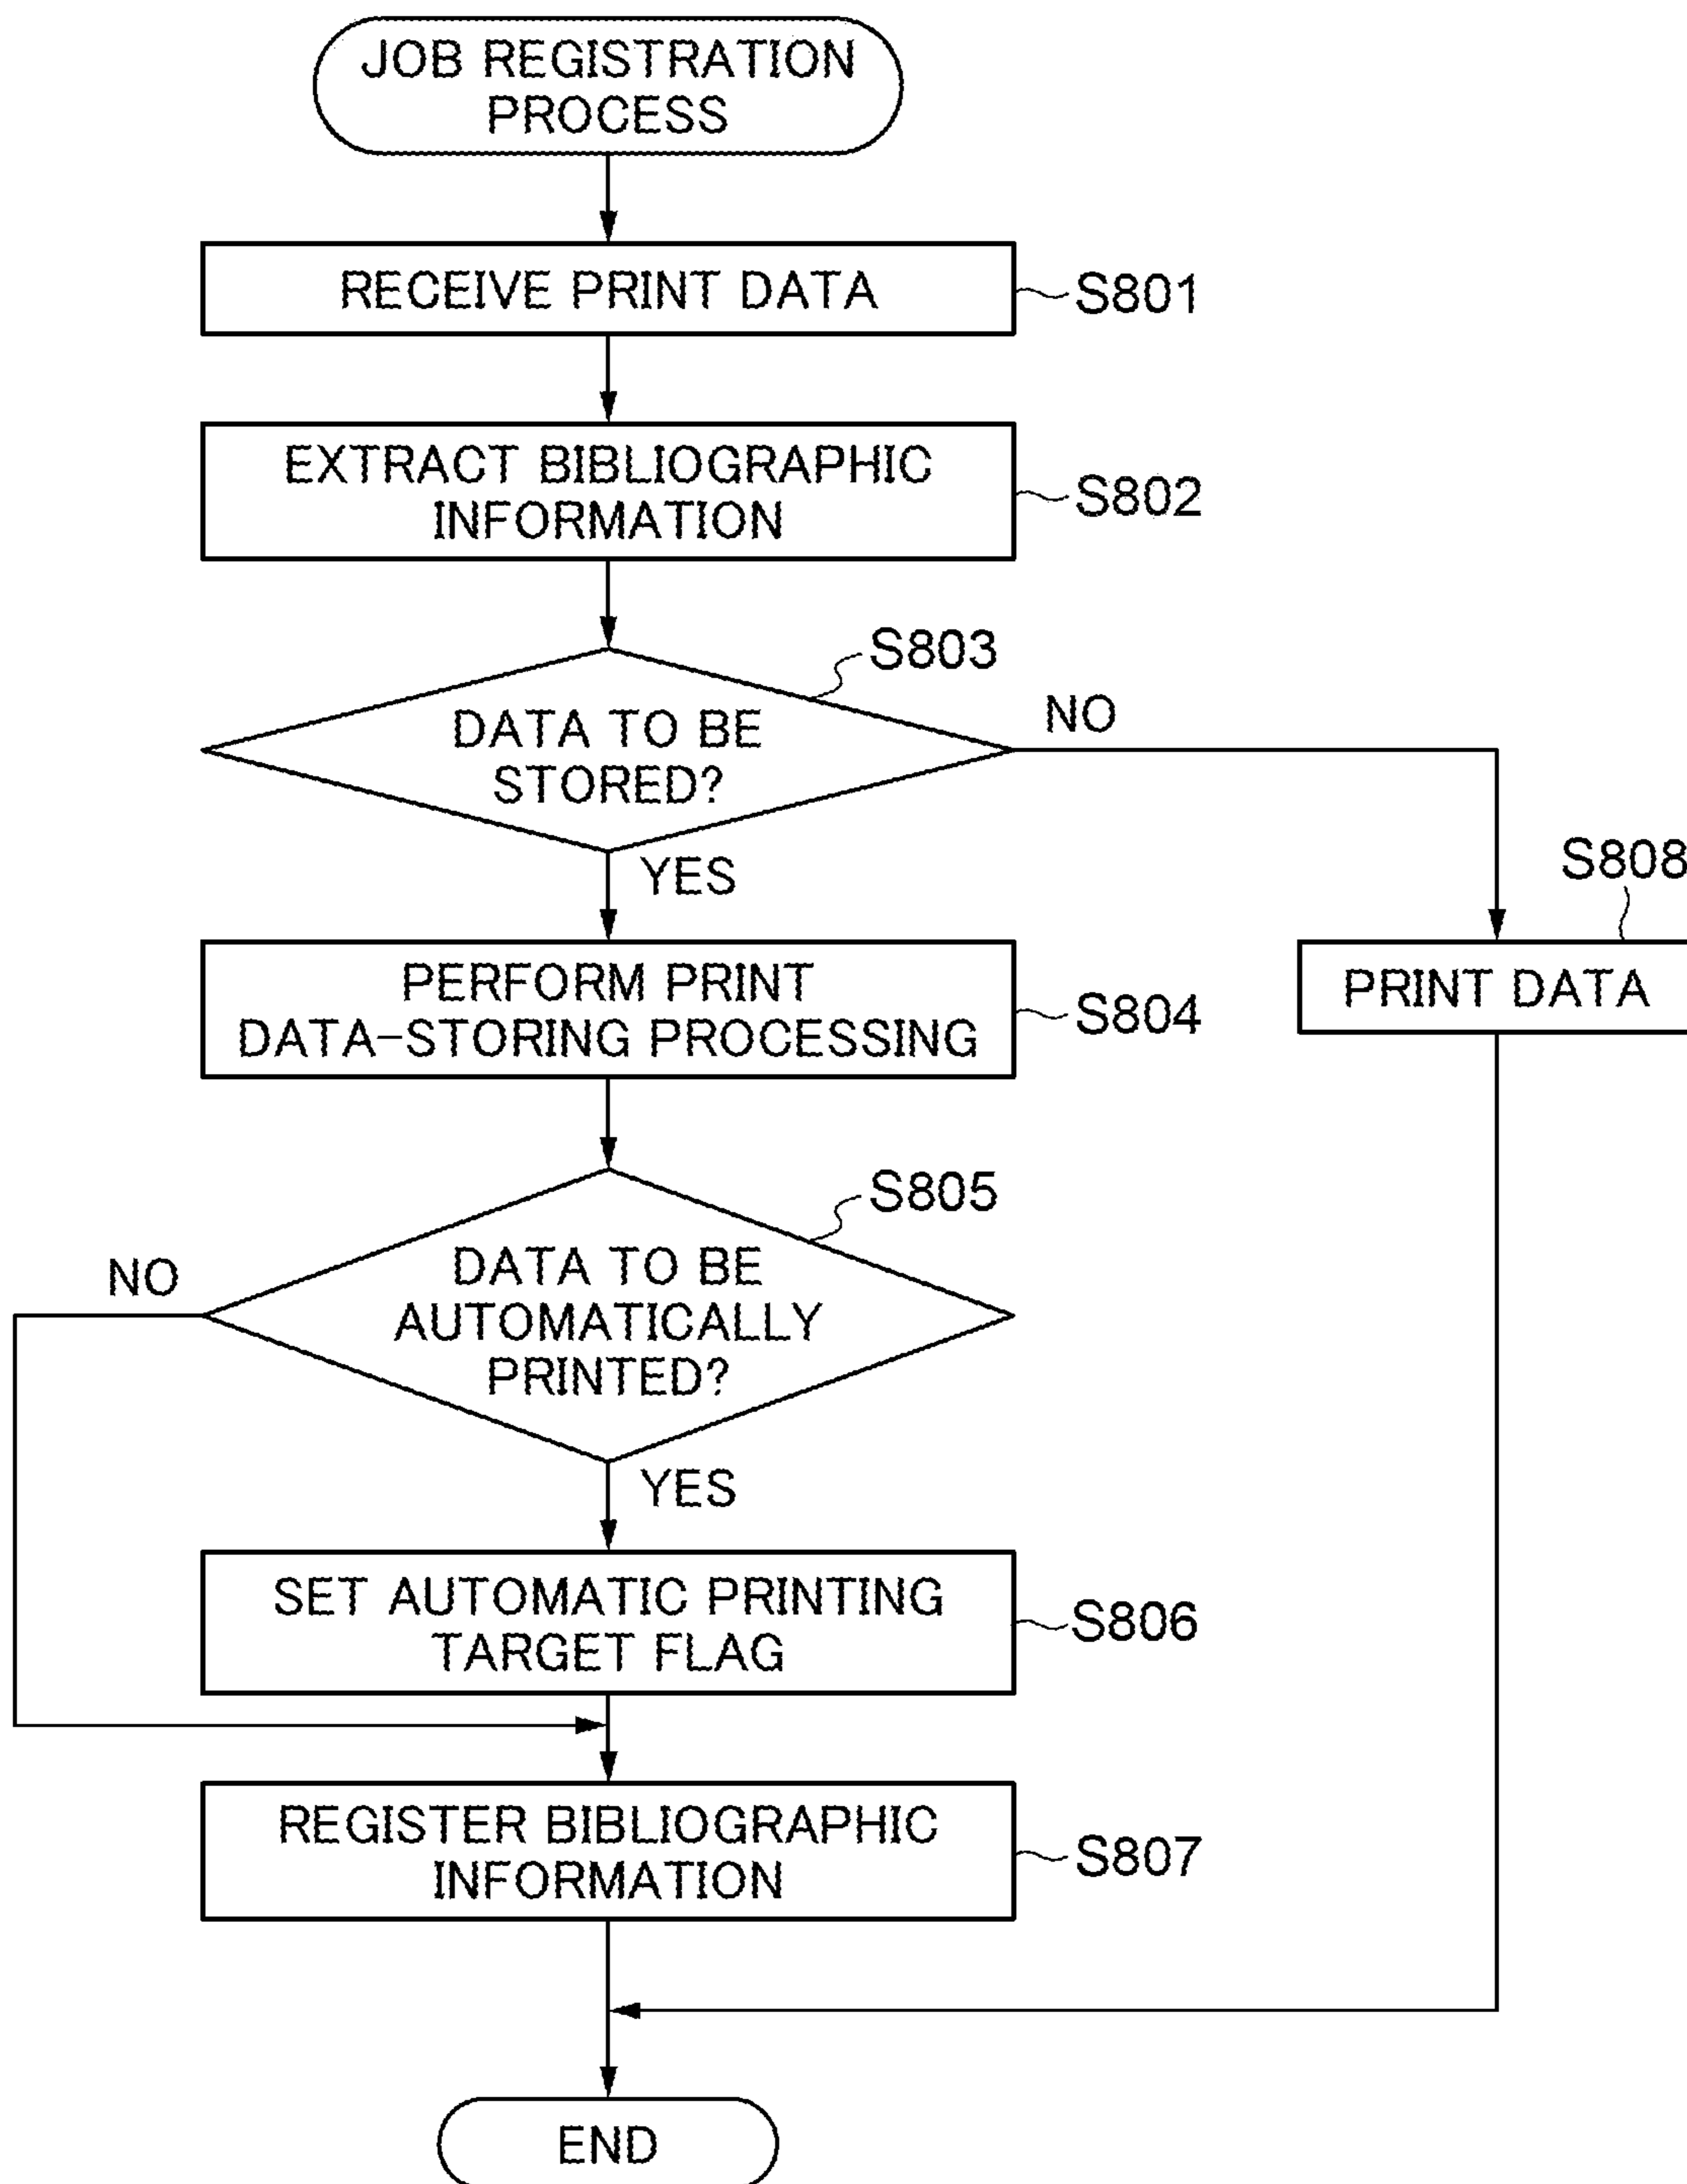 JOB REGISTRATION
PROCESS
RECEIVE PRINT DATA
S801
EXTRACT BIBLIOGRAPHIC
INFORMATION
S802
S803
DATA TO BE
STORED?
NO
YES
S808
PRINT DATA
PERFORM PRINT
DATA-STORING PROCESSING
S804
S805
DATA TO BE
AUTOMATICALLY
PRINTED?
NO
YES
SET AUTOMATIC PRINTING
TARGET FLAG
S806
REGISTER BIBLIOGRAPHIC
INFORMATION
S807
END